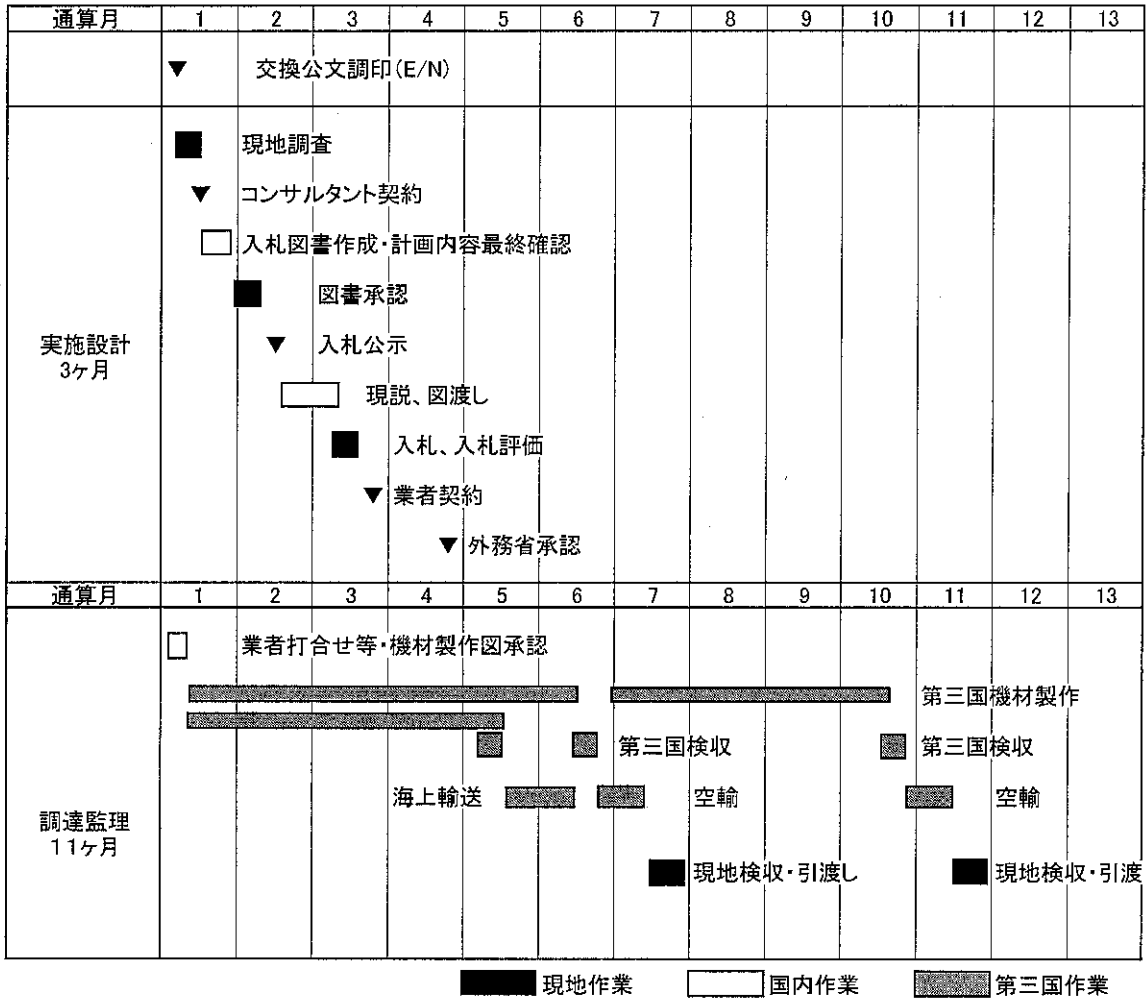 通算月 1 2 3 4 5 6 7 8 9 10 11 12 13
交換公文調印(E/N)
現地調査
コンサルタント契約
入札図書作成・計画内容最終確認
図書承認
実施設計
3ヶ月
入札公示
現説、図渡し
入札、入札評価
業者契約
外務省承認
通算月 1 2 3 4 5 6 7 8 9 10 11 12 13
業者打合せ等・機材製作図承認
第三国機材製作
第三国検収 第三国検収
調達監理
11ヶ月
海上輸送 空輸 空輸
現地検収・引渡し 現地検収・引渡
現地作業 国内作業 第三国作業